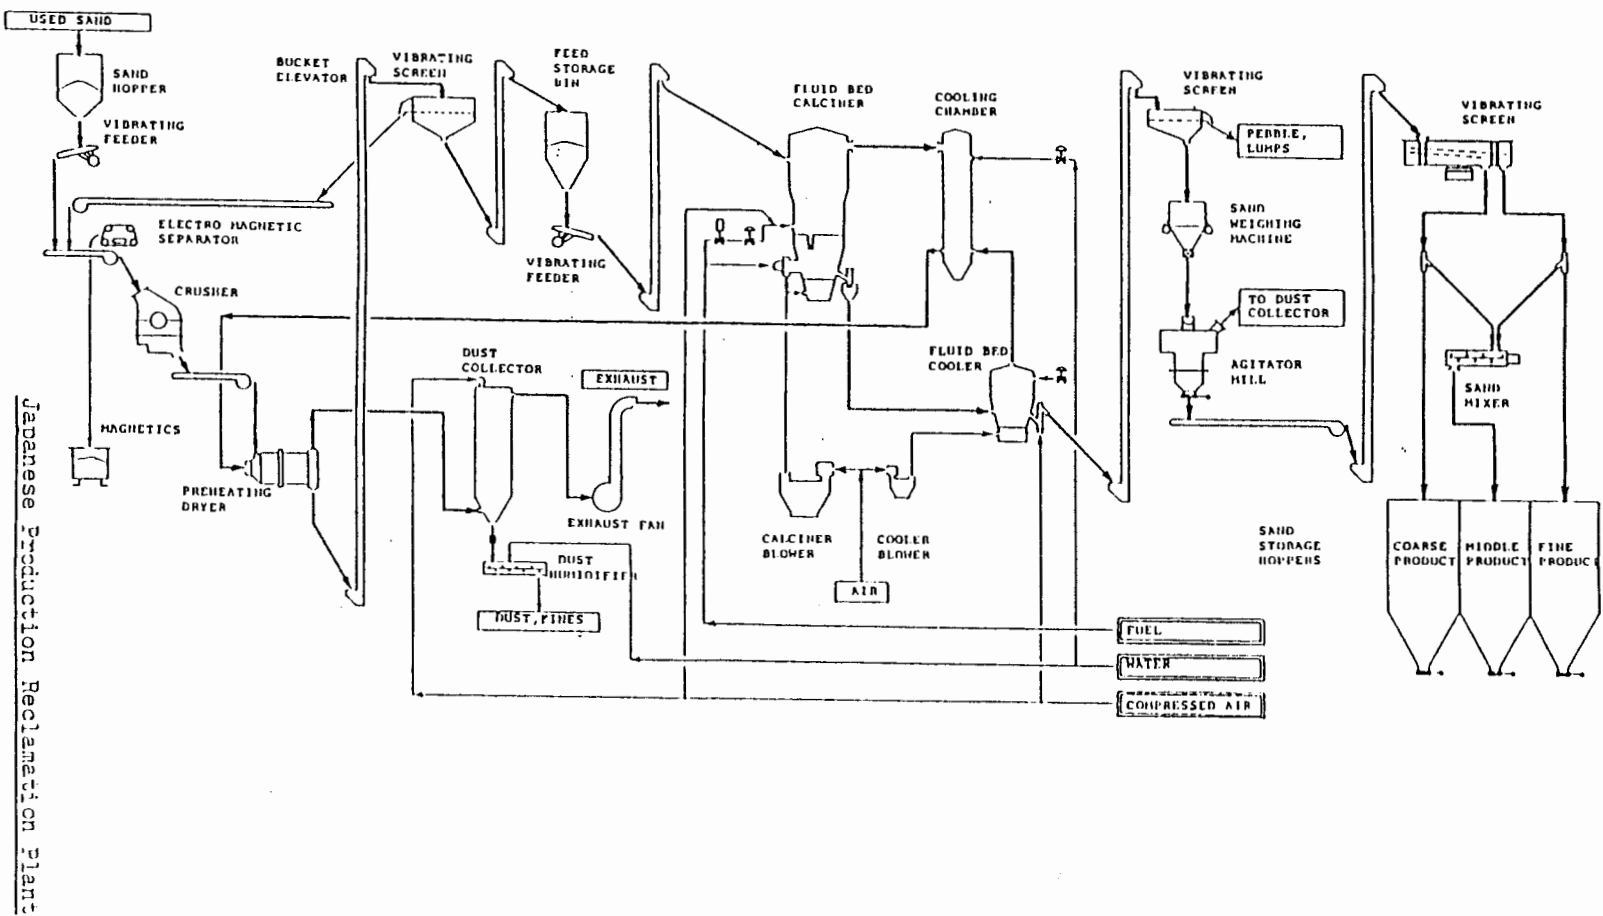 USED SAND
SAND
HOPPER
VIBRATING
FEEDER
BUCKET
ELEVATOR
VIBRATING
SCREEN
FEED
STORAGE
BIN
FLUID BED
CALCINER
COOLING
CHAMBER
VIBRATING
SCREEN
PEBBLE,
LUMPS
VIBRATING
SCREEN
ELECTRO MAGNETIC
SEPARATOR
VIBRATING
FEEDER
SAND
WEIGHING
MACHINE
CRUSHER
TO DUST
COLLECTOR
DUST
COLLECTOR
EXHAUST
FLUID BED
COOLER
AGITATOR
MILL
SAND
MIXER
MAGNETICS
PREHEATING
DRYER
EXHAUST FAN
CALCINER
BLOWER
COOLER
BLOWER
SAND
STORAGE
HOPPERS
COARSE
PRODUCT
MIDDLE
PRODUCT
FINE
PRODUCT
DUST
HUMIDIFIER
AIR
DUST, FINES
FUEL
WATER
COMPRESSED AIR
Japanese Production Reclamation Plant